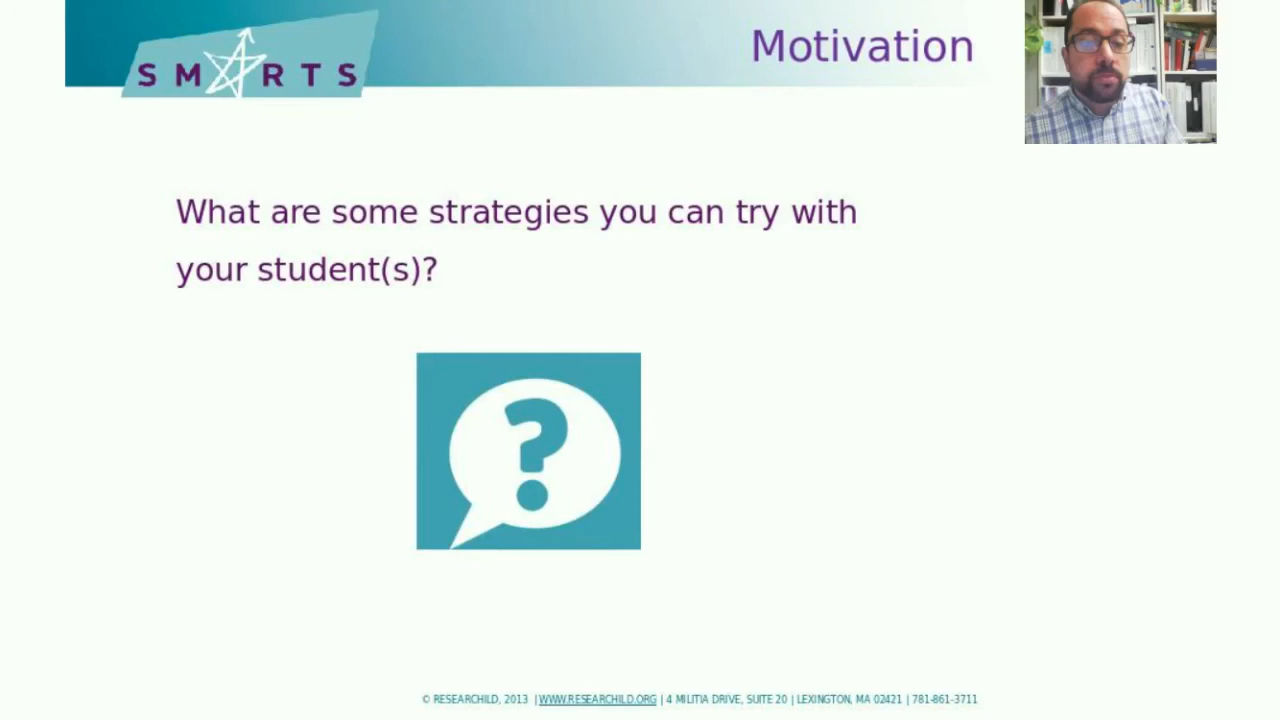 SMARTS
Motivation
What are some strategies you can try with
your student(s)?
?
© RESEARCHILD, 2013 | WWW.RESEARCHILD.ORG | 4 MILITIA DRIVE, SUITE 20 | LEXINGTON, MA 02421 | 781-861-3711